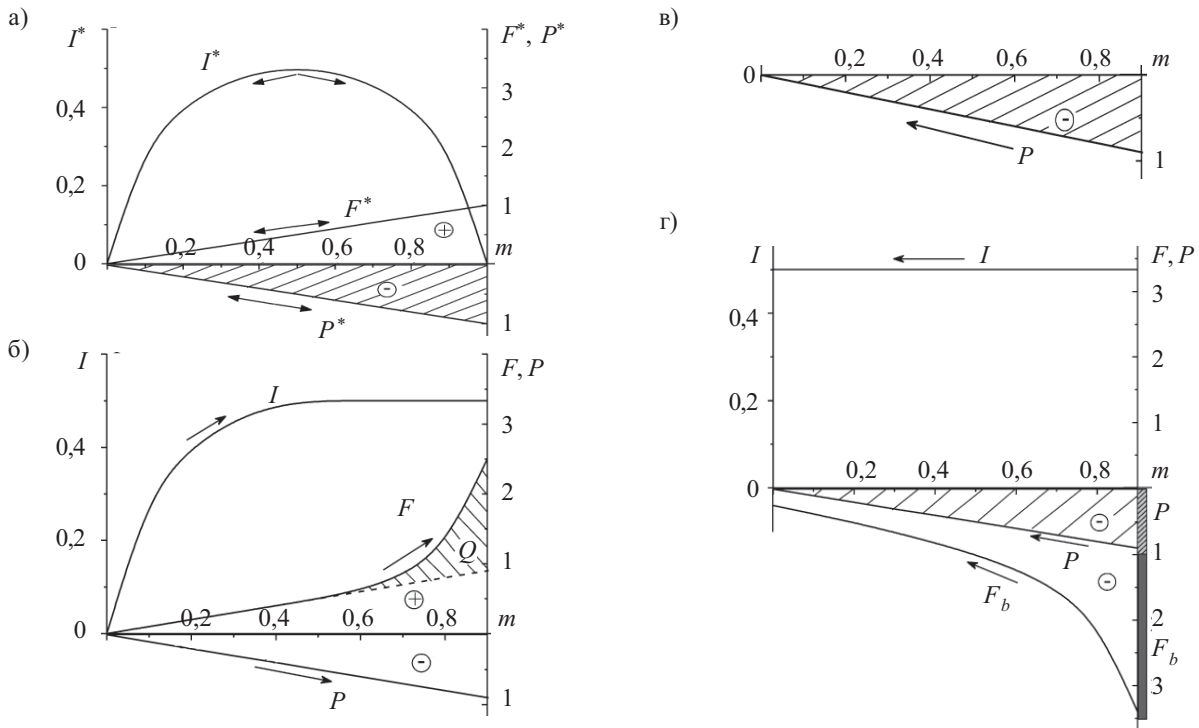 а)
I*
F*, P*
I*
0,4
0,2
0
3
2
1
F*
⊕
0,2 0,4 0,6 0,8 m
⊖
P*
1
б)
I
F, P
I
0,4
0,2
0
3
2
1
F
Q
⊕
0,2 0,4 0,6 0,8 m
⊖
P
1
в)
0,2 0,4 0,6 0,8 m
0
⊖
P
1
г)
I
I
F, P
0,4
0,2
0
3
2
1
0,2 0,4 0,6 0,8 m
⊖
P
P
1
⊖
F_b
2
F_b
3